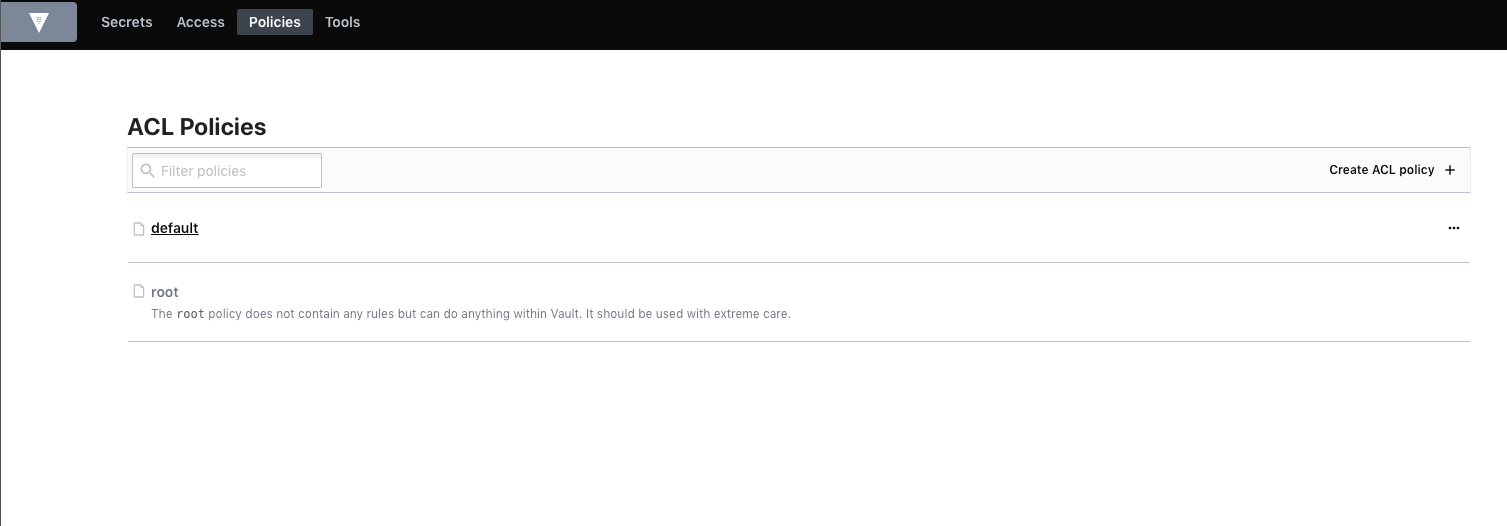 Secrets Access Policies Tools
ACL Policies
Filter policies
Create ACL policy +
default
...
root
The root policy does not contain any rules but can do anything within Vault. It should be used with extreme care.